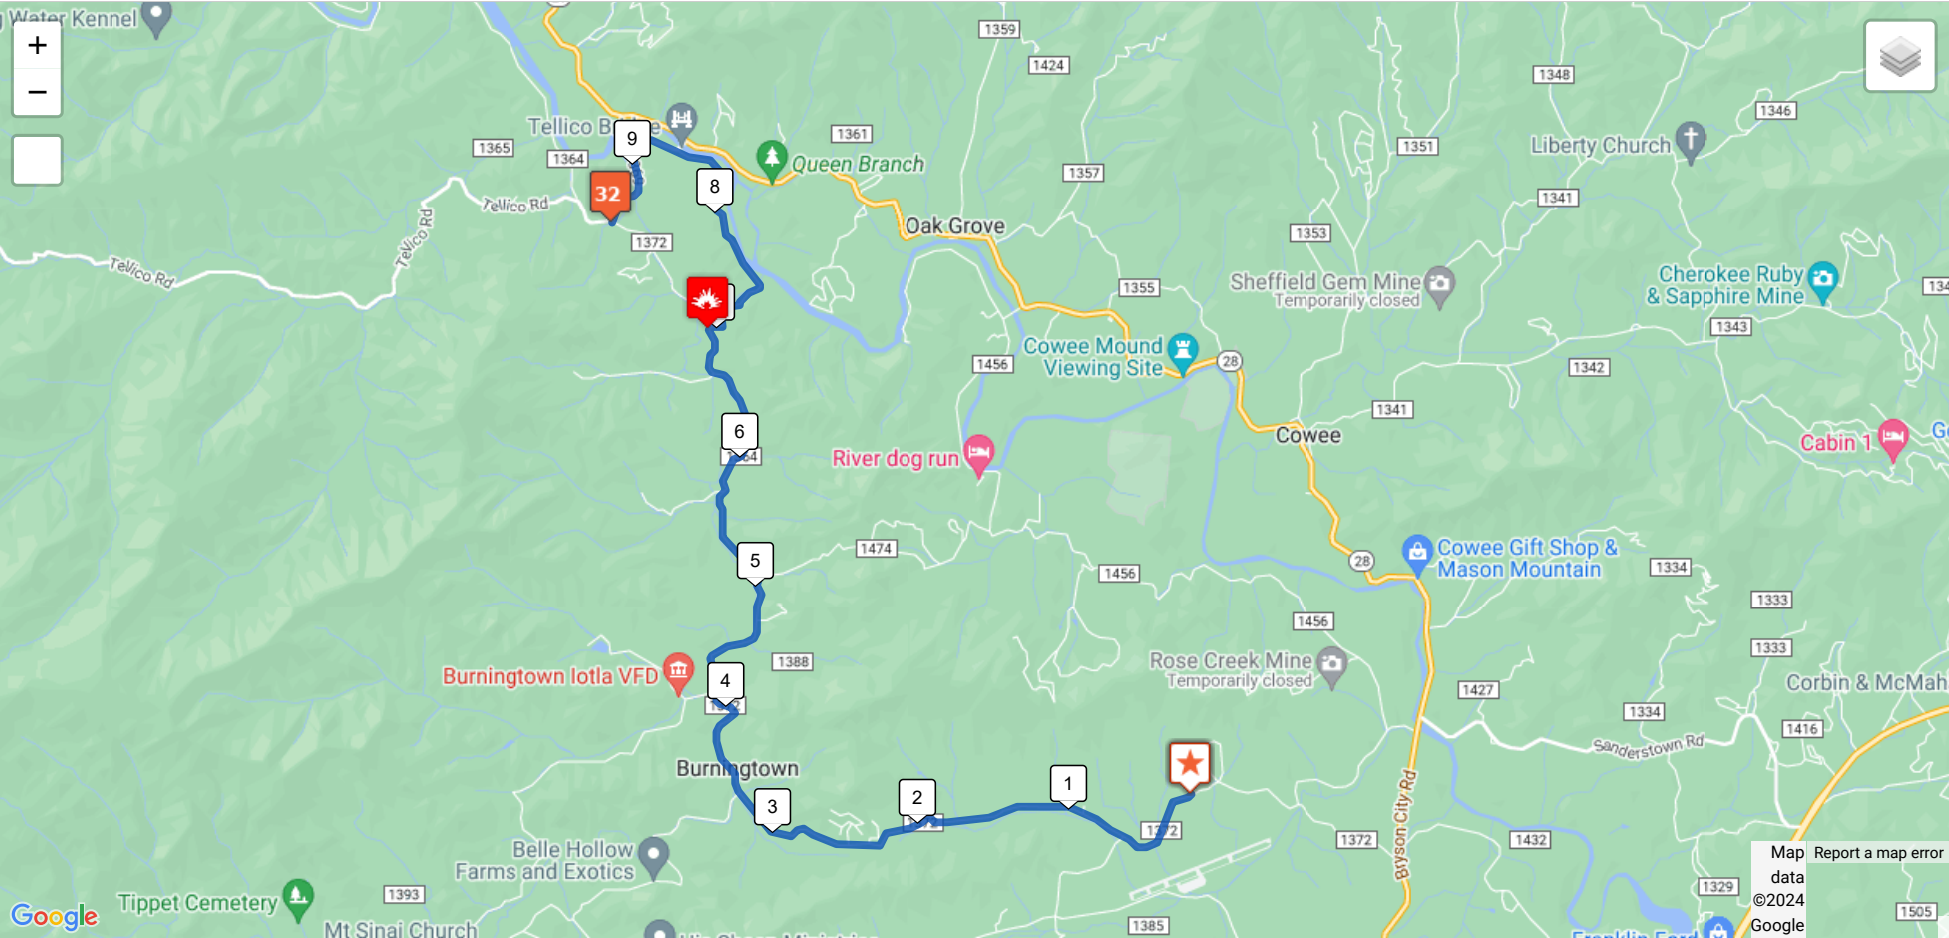 Water Kennel
+
−
1359
1424
1348
1346
Tellico
9
1365
1364
1361
Queen Branch
1351
Liberty Church
8
1357
32
Tellico Rd
1341
Oak Grove
1353
1372
Tellico Rd
Tellico Rd
Sheffield Gem Mine
Temporarily closed
1355
Cherokee Ruby
& Sapphire Mine
134
1343
Cowee Mound
Viewing Site
28
1456
1342
1341
6
Cowee
River dog run
Cabin 1
5
1474
28
Cowee Gift Shop &
Mason Mountain
1456
1334
1333
1456
Burningtown Iotla VFD
4
1388
Rose Creek Mine
Temporarily closed
1333
1427
Corbin & McMah
1334
1416
Sanderstown Rd
Burningtown
3
2
1
1372
Bryson City Rd
1372
1432
Belle Hollow
Farms and Exotics
Map
data
©2024
Google
Report a map error
Tippet Cemetery
1393
1329
1505
Google
Mt Sinai Church
1385